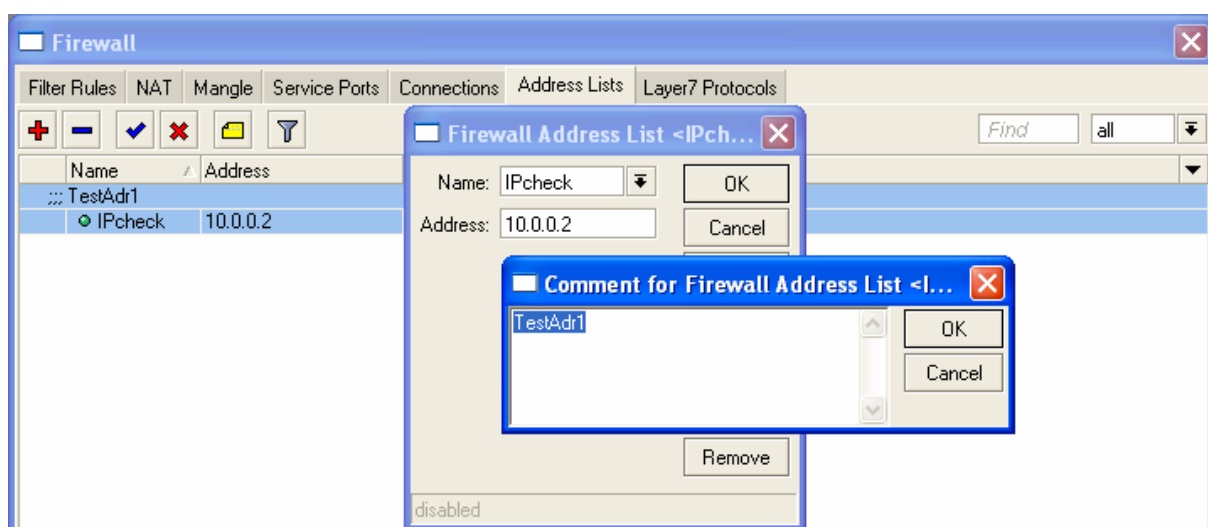 Firewall
Filter Rules NAT Mangle Service Ports Connections Address Lists Layer7 Protocols
Find all
Name Address
;;; TestAdr1
IPcheck 10.0.0.2
Firewall Address List <IPch...
Name: IPcheck OK
Address: 10.0.0.2 Cancel
Comment for Firewall Address List <I...
TestAdr1 OK
Cancel
Remove
disabled